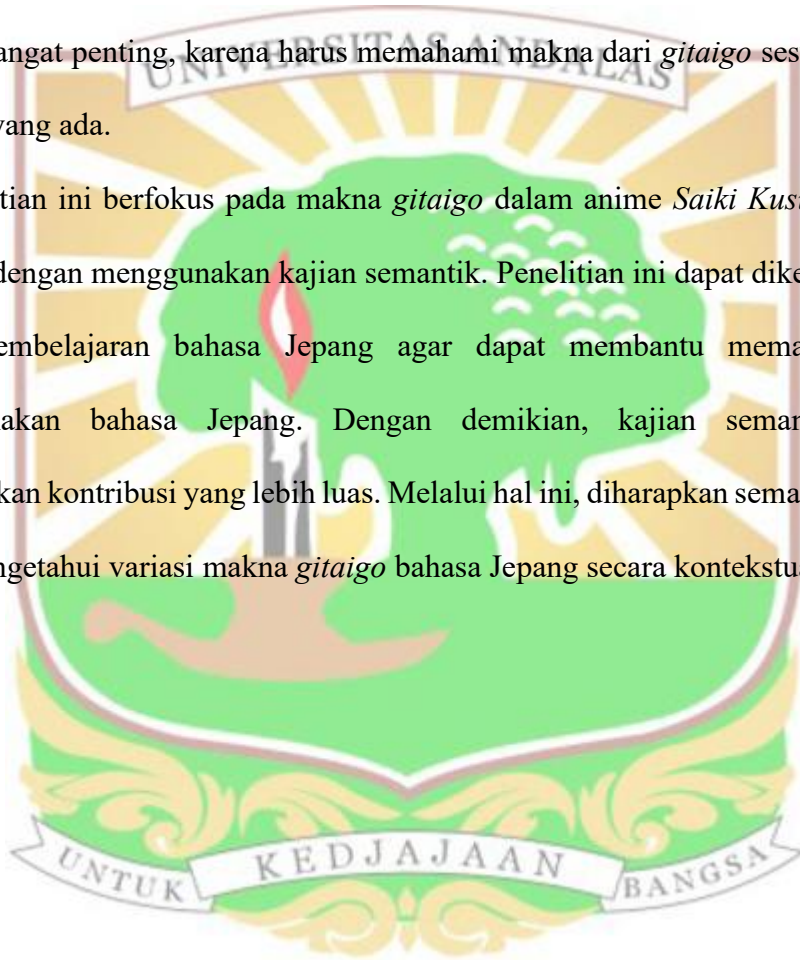 UNIVERSITAS ANDALAS
angat penting, karena harus memahami makna dari gitaigo ses
yang ada.
tian ini berfokus pada makna gitaigo dalam anime Saiki Kus
dengan menggunakan kajian semantik. Penelitian ini dapat dike
embelajaran bahasa Jepang agar dapat membantu mema
akan bahasa Jepang. Dengan demikian, kajian seman
kan kontribusi yang lebih luas. Melalui hal ini, diharapkan sema
ngetahui variasi makna gitaigo bahasa Jepang secara kontekstua
UNTUK KEDJAJAAN BANGSA